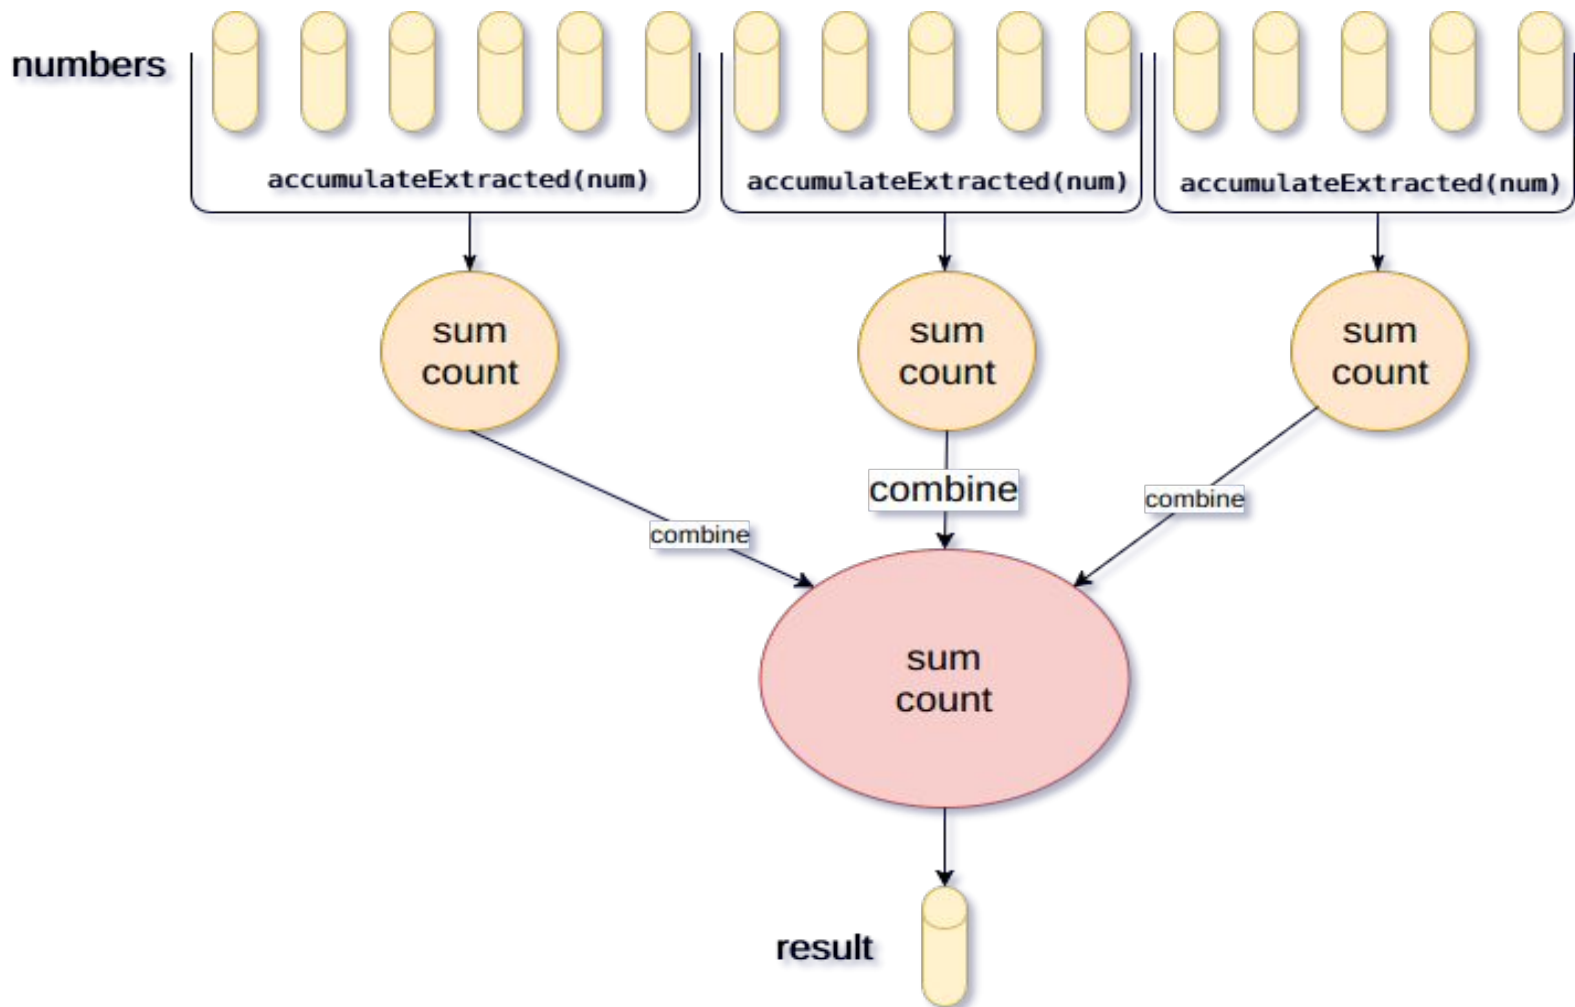 numbers
accumulateExtracted(num)
accumulateExtracted(num)
accumulateExtracted(num)
sum
count
sum
count
sum
count
combine
combine
combine
sum
count
result